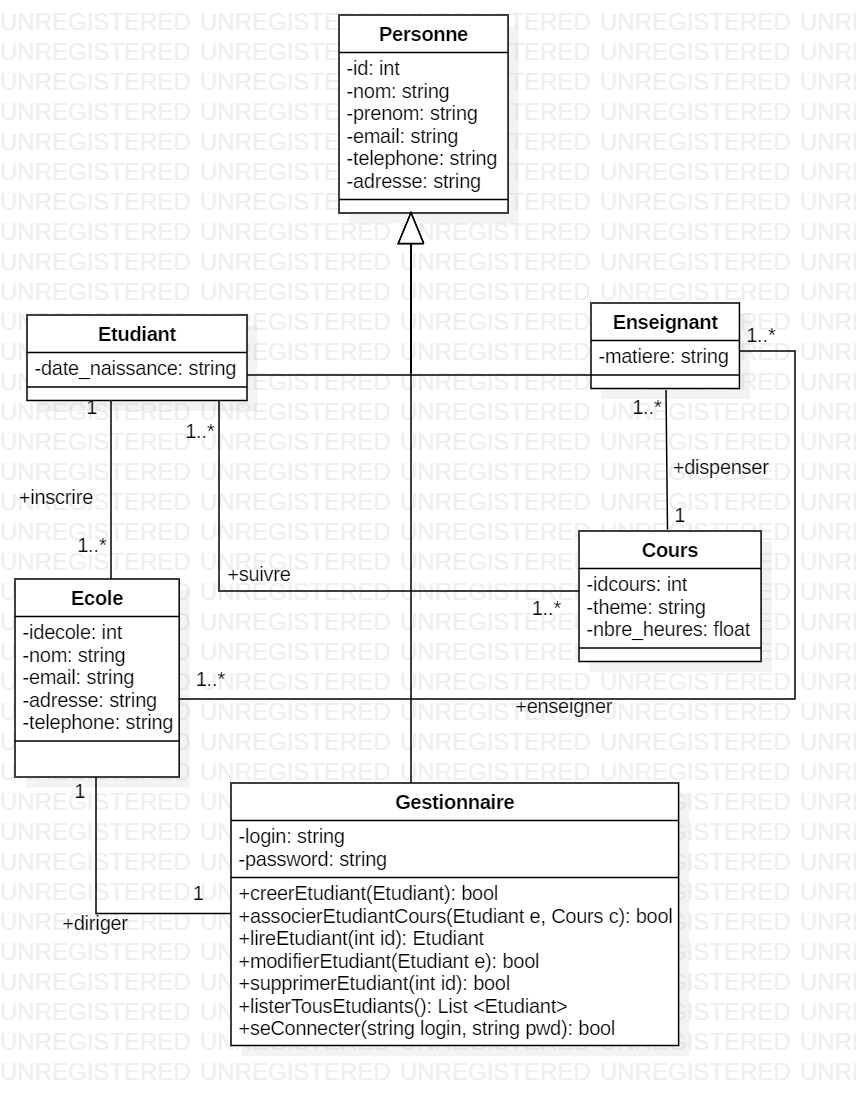 Personne
-id: int
-nom: string
-prenom: string
-email: string
-telephone: string
-adresse: string
Etudiant
-date_naissance: string
Enseignant
-matiere: string
1..*
1
1..*
1..*
+dispenser
+inscrire
1
1..*
+suivre
1..*
Cours
-idcours: int
-theme: string
-nbre_heures: float
Ecole
-idecole: int
-nom: string
-email: string
-adresse: string
-telephone: string
1..*
+enseigner
1
1
+diriger
Gestionnaire
-login: string
-password: string
+creerEtudiant(Etudiant): bool
+associerEtudiantCours(Etudiant e, Cours c): bool
+lireEtudiant(int id): Etudiant
+modifierEtudiant(Etudiant e): bool
+supprimerEtudiant(int id): bool
+listerTousEtudiants(): List <Etudiant>
+seConnecter(string login, string pwd): bool
UNREGISTERED